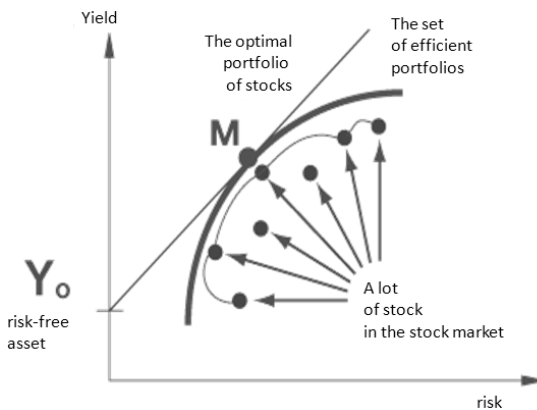 Yield
The optimal
portfolio
of stocks
The set
of efficient
portfolios
M
Y₀
risk-free
asset
A lot
of stock
in the stock market
risk